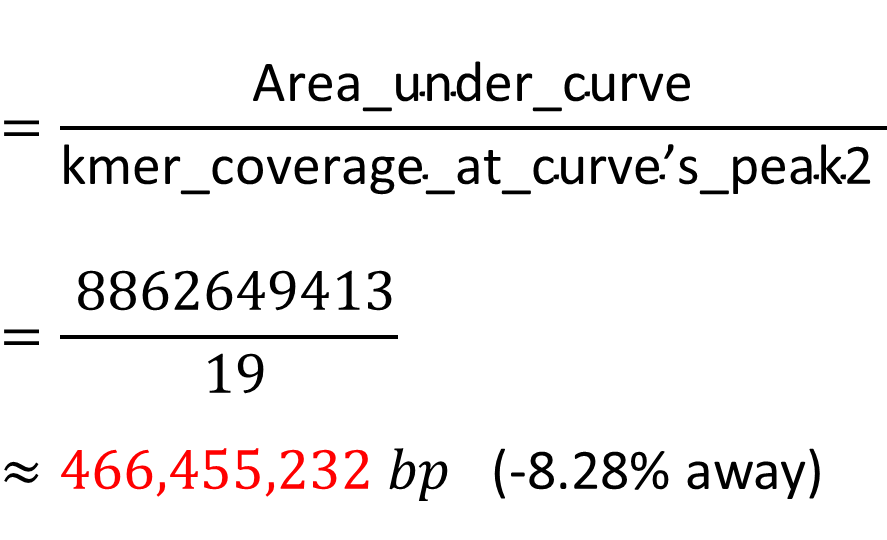 = Area_under_curve / kmer_coverage_at_curve’s_peak2
= 8862649413 / 19
≈ 466,455,232 bp (-8.28% away)